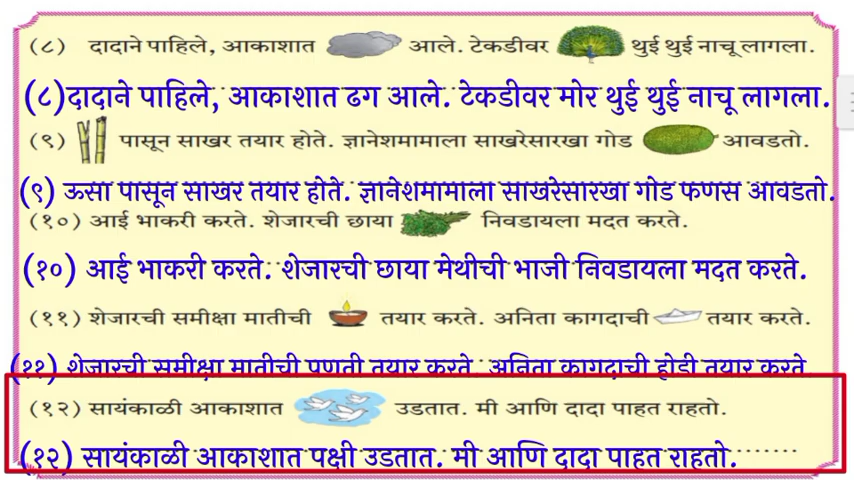 (८) दादाने पाहिले, आकाशात आले. टेकडीवर थुई थुई नाचू लागला.
(८)दादाने पाहिले, आकाशात ढग आले. टेकडीवर मोर थुई थुई नाचू लागला.
(९) पासून साखर तयार होते. ज्ञानेशमामाला साखरेसारखा गोड आवडतो.
(९) ऊसा पासून साखर तयार होते. ज्ञानेशमामाला साखरेसारखा गोड फणस आवडतो.
(१०) आई भाकरी करते. शेजारची छाया निवडायला मदत करते.
(१०) आई भाकरी करते. शेजारची छाया मेथीची भाजी निवडायला मदत करते.
(११) शेजारची समीक्षा मातीची तयार करते. अनिता कागदाची तयार करते.
(११) शेजारची समीक्षा मातीची पणती तयार करते. अनिता कागदाची होडी तयार करते
(१२) सायंकाळी आकाशात उडतात. मी आणि दादा पाहत राहतो.
(१२) सायंकाळी आकाशात पक्षी उडतात. मी आणि दादा पाहत राहतो.